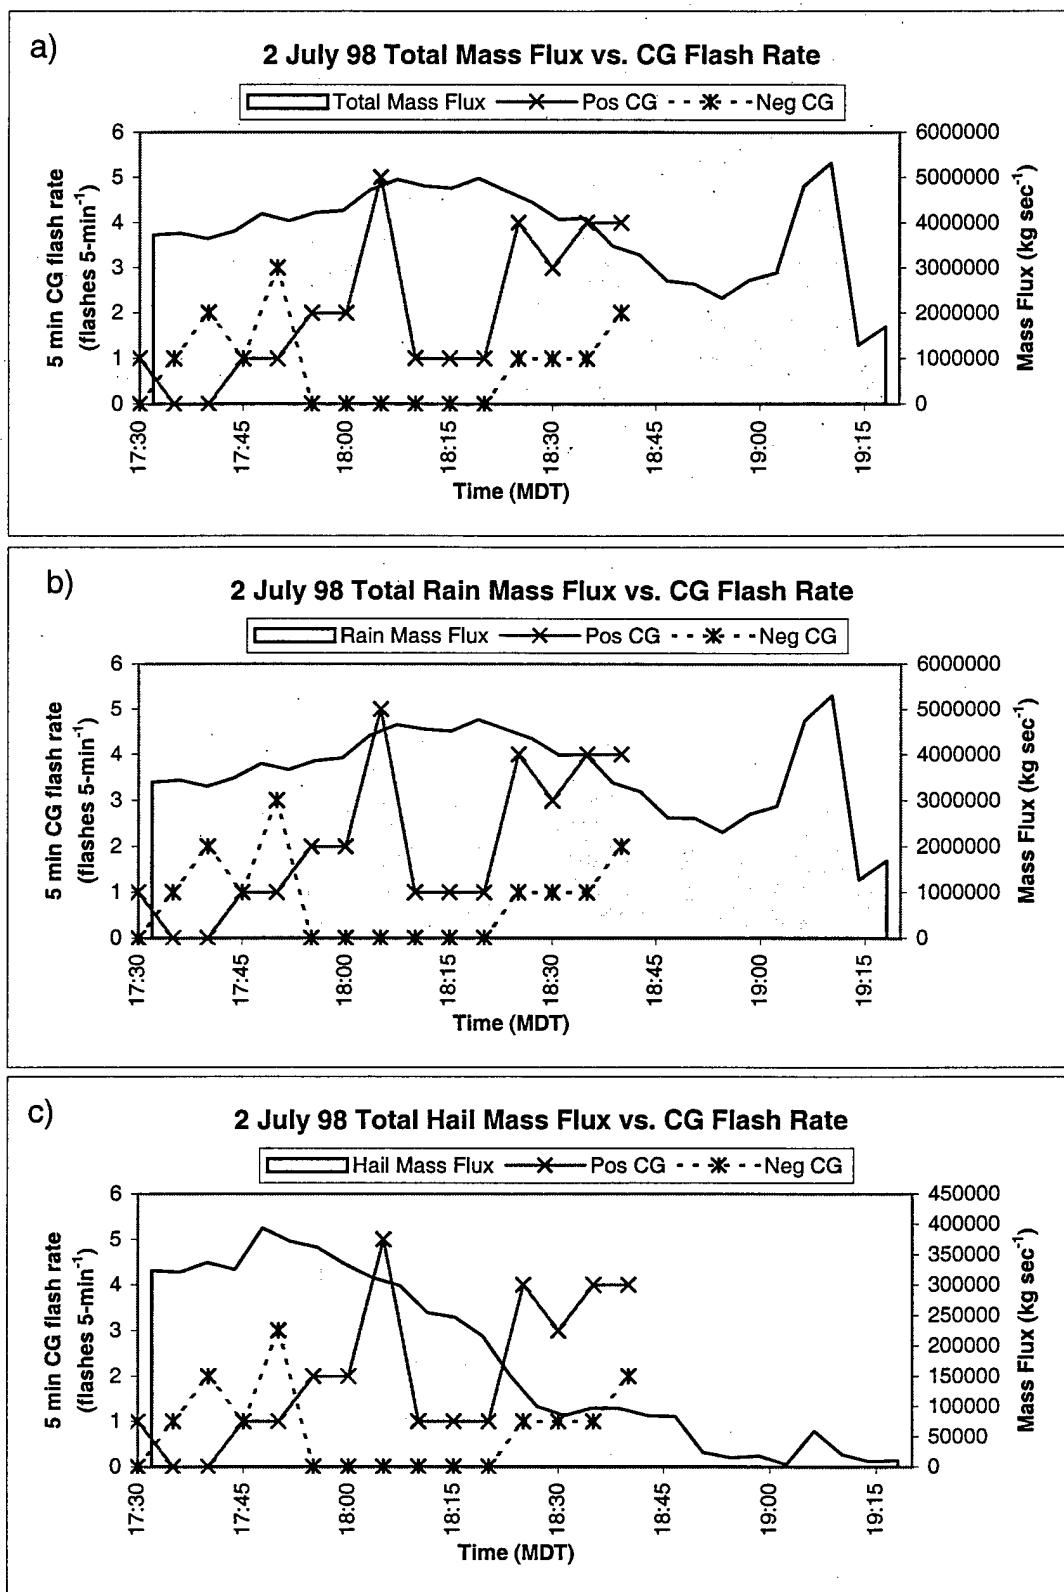 a)
2 July 98 Total Mass Flux vs. CG Flash Rate
Total Mass Flux Pos CG Neg CG
5 min CG flash rate
(flashes 5-min⁻¹)
6
5
4
3
2
1
0
6000000
5000000
4000000
3000000
2000000
1000000
0
Mass Flux (kg sec⁻¹)
17:30 17:45 18:00 18:15 18:30 18:45 19:00 19:15
Time (MDT)
b)
2 July 98 Total Rain Mass Flux vs. CG Flash Rate
Rain Mass Flux Pos CG Neg CG
5 min CG flash rate
(flashes 5-min⁻¹)
6
5
4
3
2
1
0
6000000
5000000
4000000
3000000
2000000
1000000
0
Mass Flux (kg sec⁻¹)
17:30 17:45 18:00 18:15 18:30 18:45 19:00 19:15
Time (MDT)
c)
2 July 98 Total Hail Mass Flux vs. CG Flash Rate
Hail Mass Flux Pos CG Neg CG
5 min CG flash rate
(flashes 5-min⁻¹)
6
5
4
3
2
1
0
450000
400000
350000
300000
250000
200000
150000
100000
50000
0
Mass Flux (kg sec⁻¹)
17:30 17:45 18:00 18:15 18:30 18:45 19:00 19:15
Time (MDT)